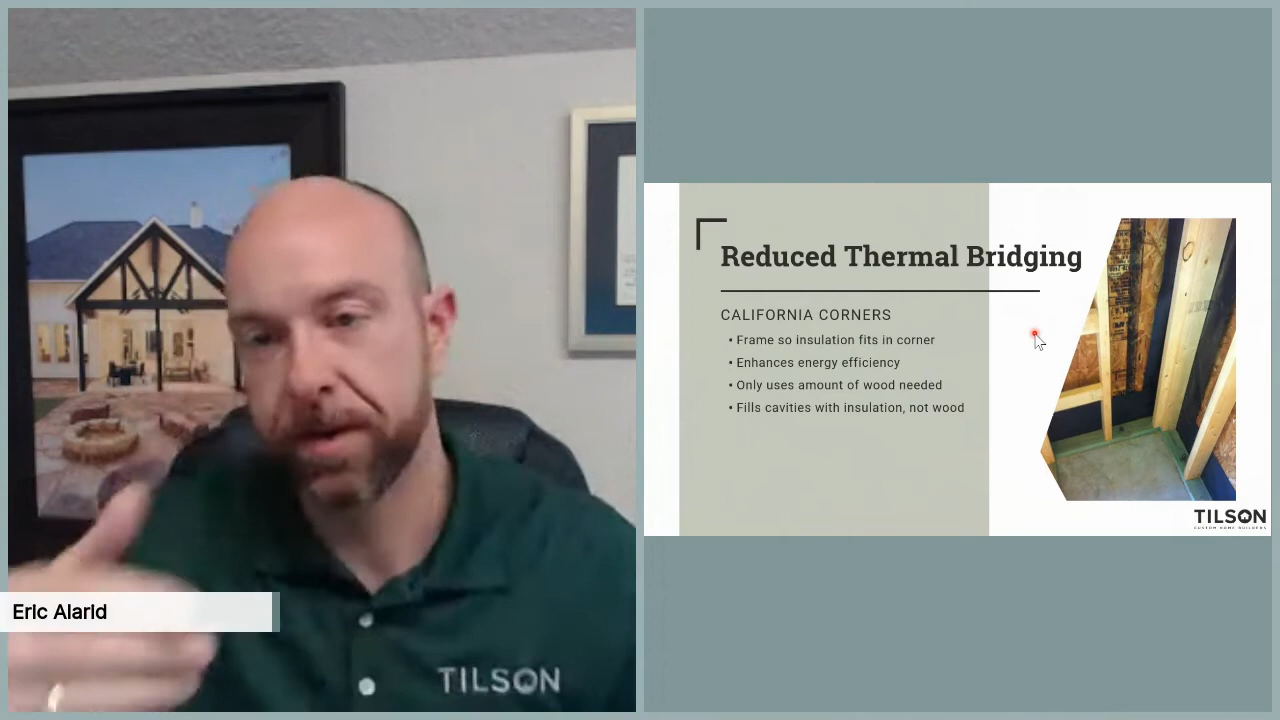 Eric Alarid
TILSON
Reduced Thermal Bridging
CALIFORNIA CORNERS
• Frame so insulation fits in corner
• Enhances energy efficiency
• Only uses amount of wood needed
• Fills cavities with insulation, not wood
TILSON
CUSTOM HOME BUILDERS